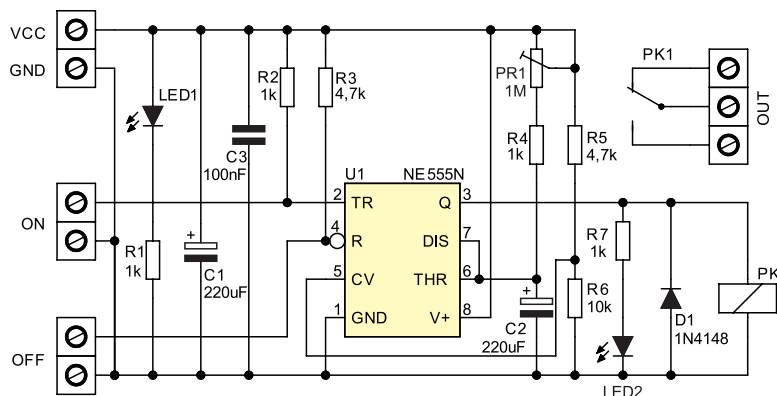 VCC
GND
LED1
R2
1k
R3
4,7k
PR1
1M
PK1
OUT
C3
100nF
R4
1k
R5
4,7k
U1
NE555N
ON
2
TR
Q
3
4
R
DIS
7
5
CV
THR
6
1
GND
V+
8
R1
1k
+
C1
220uF
R7
1k
R6
10k
+
C2
220uF
D1
1N4148
PK
OFF
LED2